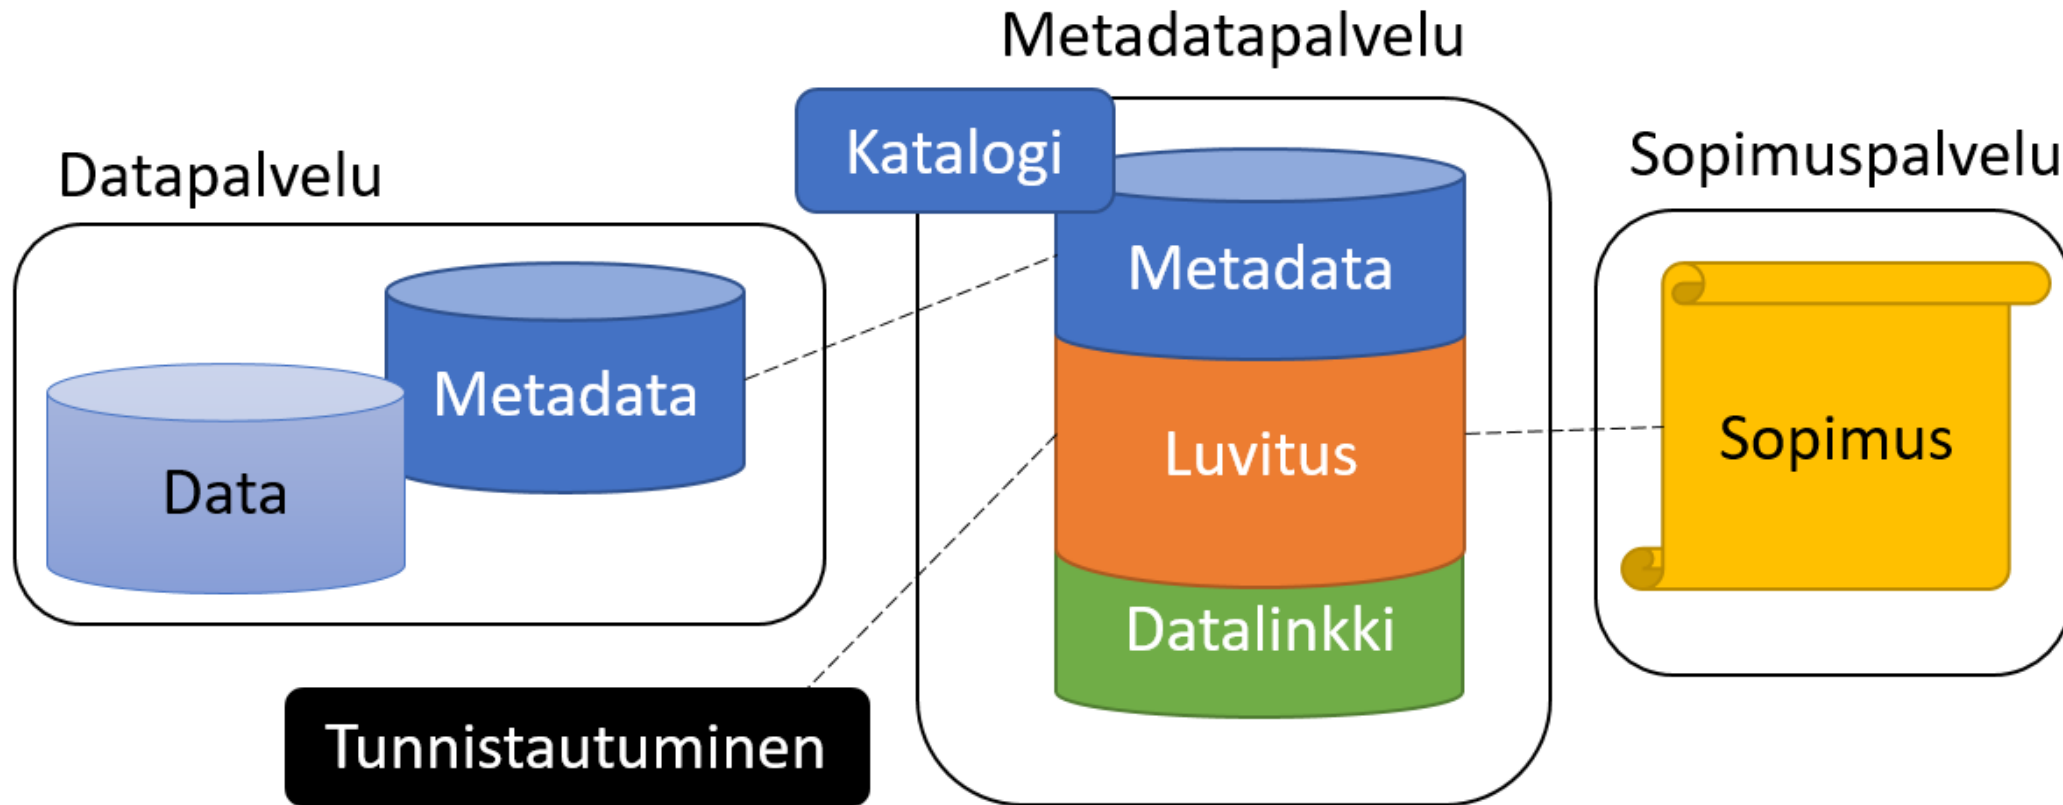 Metadatapalvelu
Katalogi
Sopimuspalvelu
Datapalvelu
Metadata
Metadata
Luvitus
Sopimus
Data
Datalinkki
Tunnistautuminen